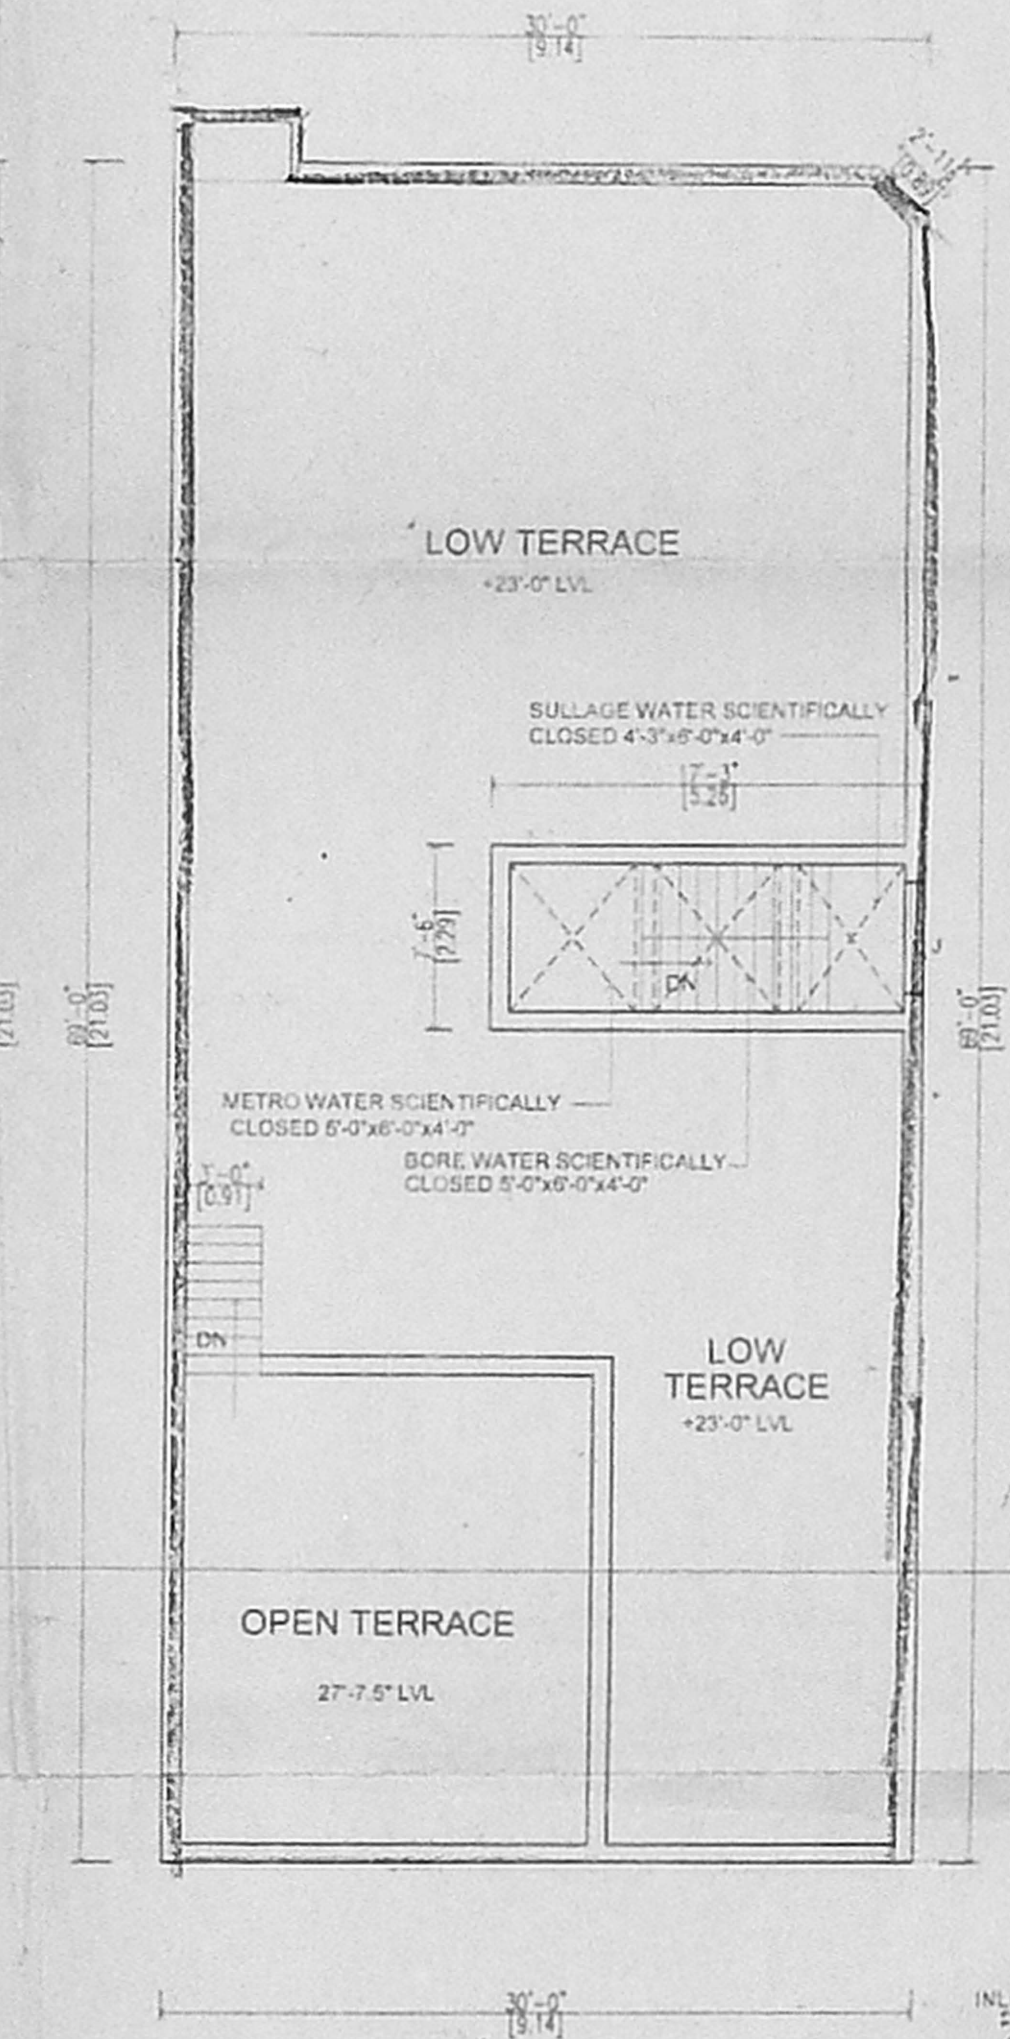 30'-0"
[9.14]
2'-11"
LOW TERRACE
+23'-0" LVL
SULLAGE WATER SCIENTIFICALLY
CLOSED 4'-3"x6'-0"x4'-0"
[5.26]
7'-6"
[2.29]
DN
[21.03]
69'-0"
[21.03]
69'-0"
[21.03]
METRO WATER SCIENTIFICALLY
CLOSED 5'-0"x6'-0"x4'-0"
BORE WATER SCIENTIFICALLY
CLOSED 5'-0"x6'-0"x4'-0"
3'-0"
[0.91]
DN
LOW
TERRACE
+23'-0" LVL
OPEN TERRACE
27'-7.5" LVL
30'-0"
[9.14]
INL